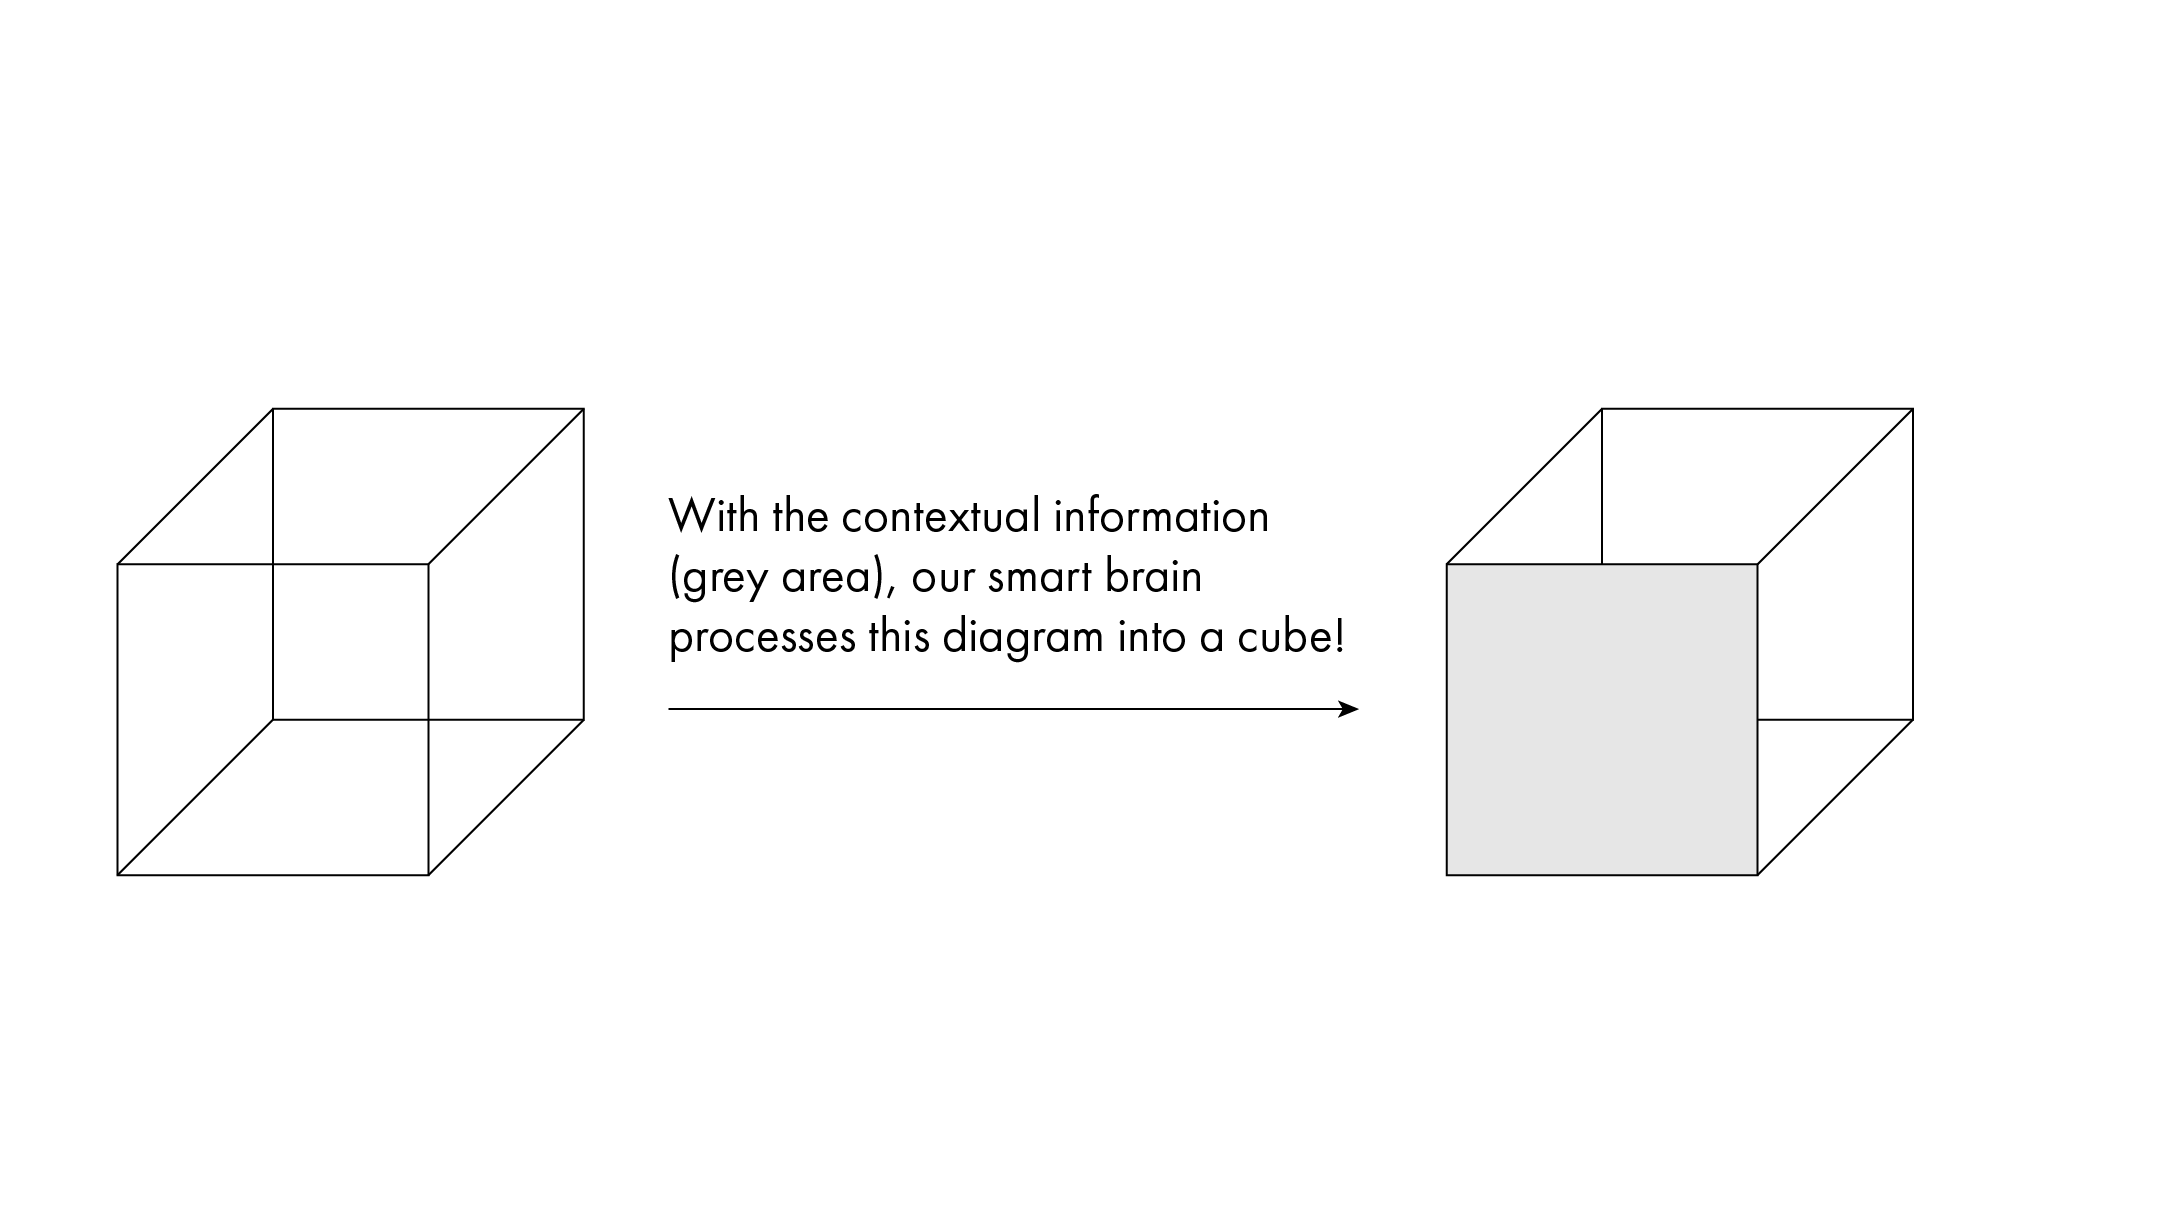 With the contextual information
(grey area), our smart brain
processes this diagram into a cube!